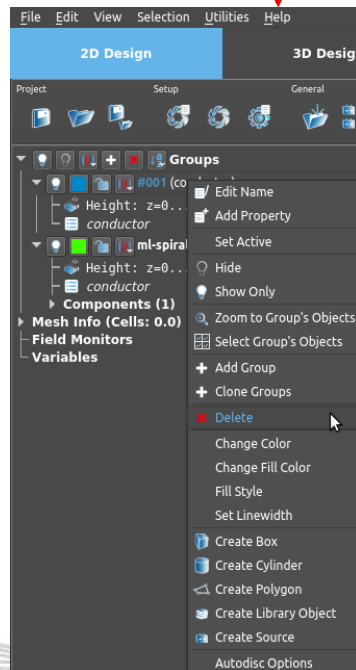 File Edit View Selection Utilities Help
2D Design 3D Desig
Project Setup General
Groups
#001 (co
Height: z=0...
conductor
ml-spiral
Height: z=0...
conductor
Components (1)
Mesh Info (Cells: 0.0)
Field Monitors
Variables
Edit Name
Add Property
Set Active
Hide
Show Only
Zoom to Group's Objects
Select Group's Objects
Add Group
Clone Groups
Delete
Change Color
Change Fill Color
Fill Style
Set Linewidth
Create Box
Create Cylinder
Create Polygon
Create Library Object
Create Source
Autodisc Options